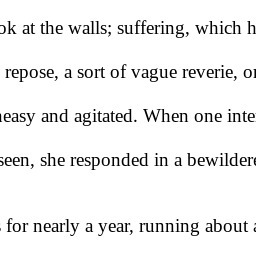 ok at the walls; suffering, which h
repose, a sort of vague reverie, or
neasy and agitated. When one inte
seen, she responded in a bewildere
for nearly a year, running about a